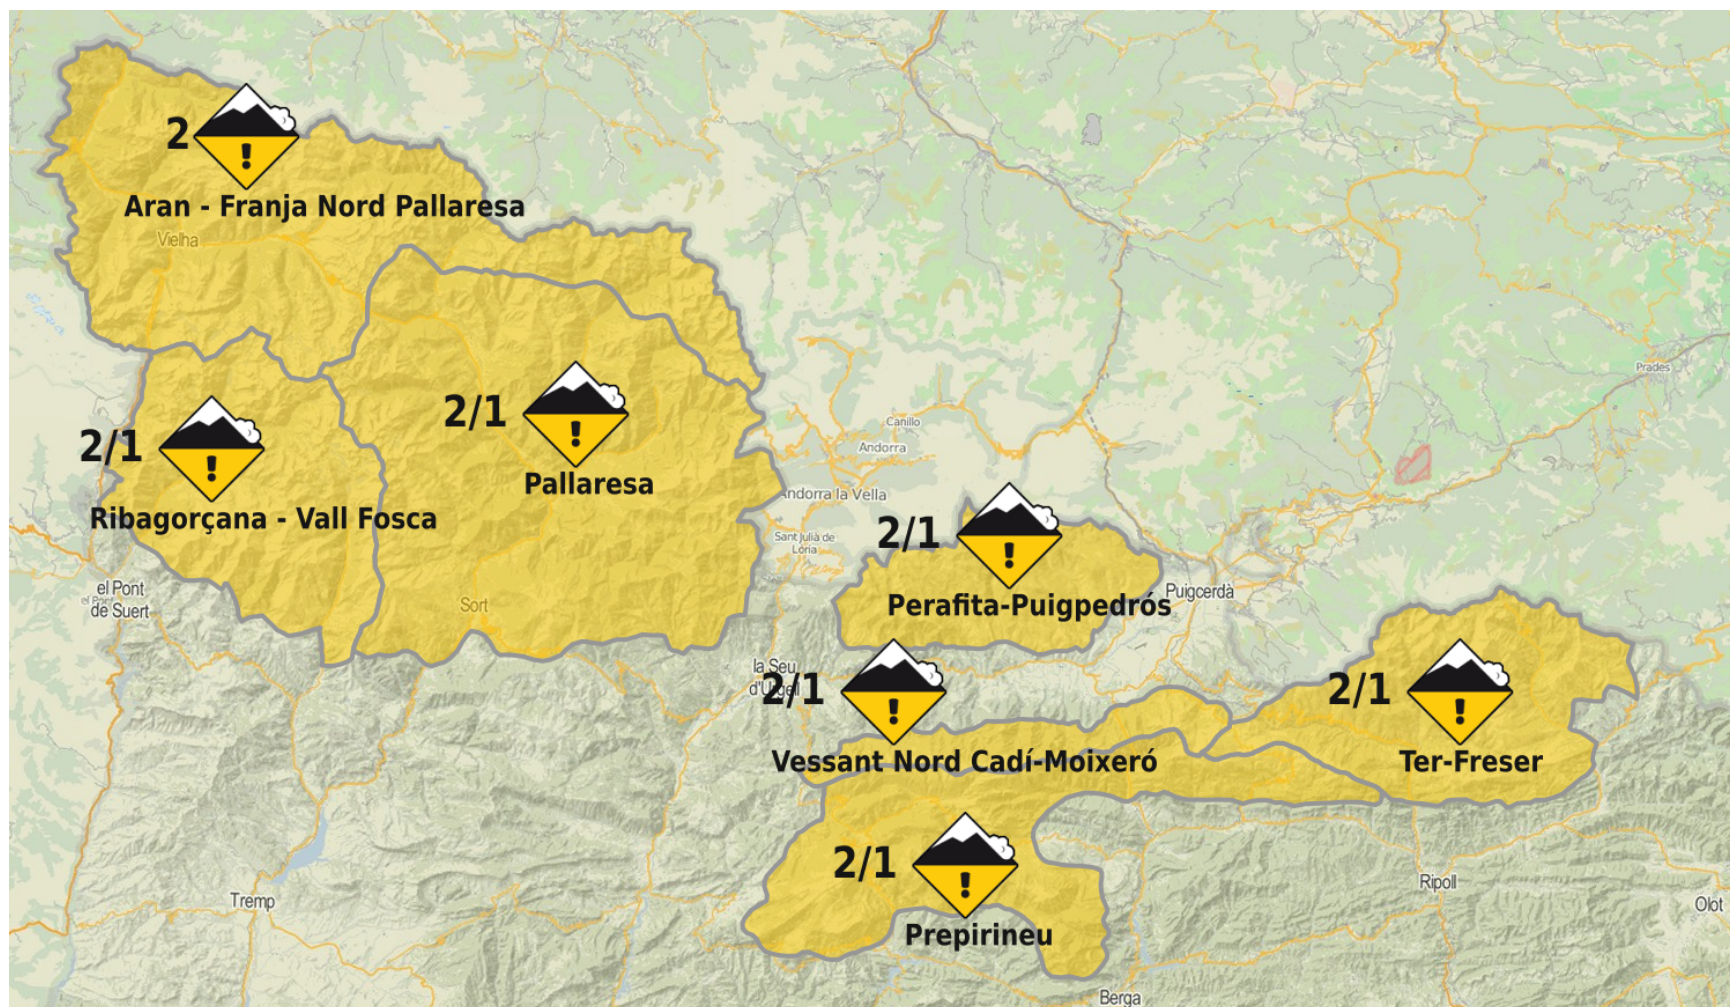 2
!
Aran - Franja Nord Pallaresa
Vielha
2/1
!
Pallaresa
2/1
!
Ribagorçana - Vall Fosca
Prades
Canillo
Andorra
Andorra la Vella
Sant Julià de
Lòria
2/1
!
Perafita-Puigpedrós
Puigcerdà
el Pont
de Suert
Sort
la Seu
d'Urgell
2/1
!
Vessant Nord Cadí-Moixeró
2/1
!
Ter-Freser
2/1
!
Prepirineu
Tremp
Ripoll
Olot
Berga